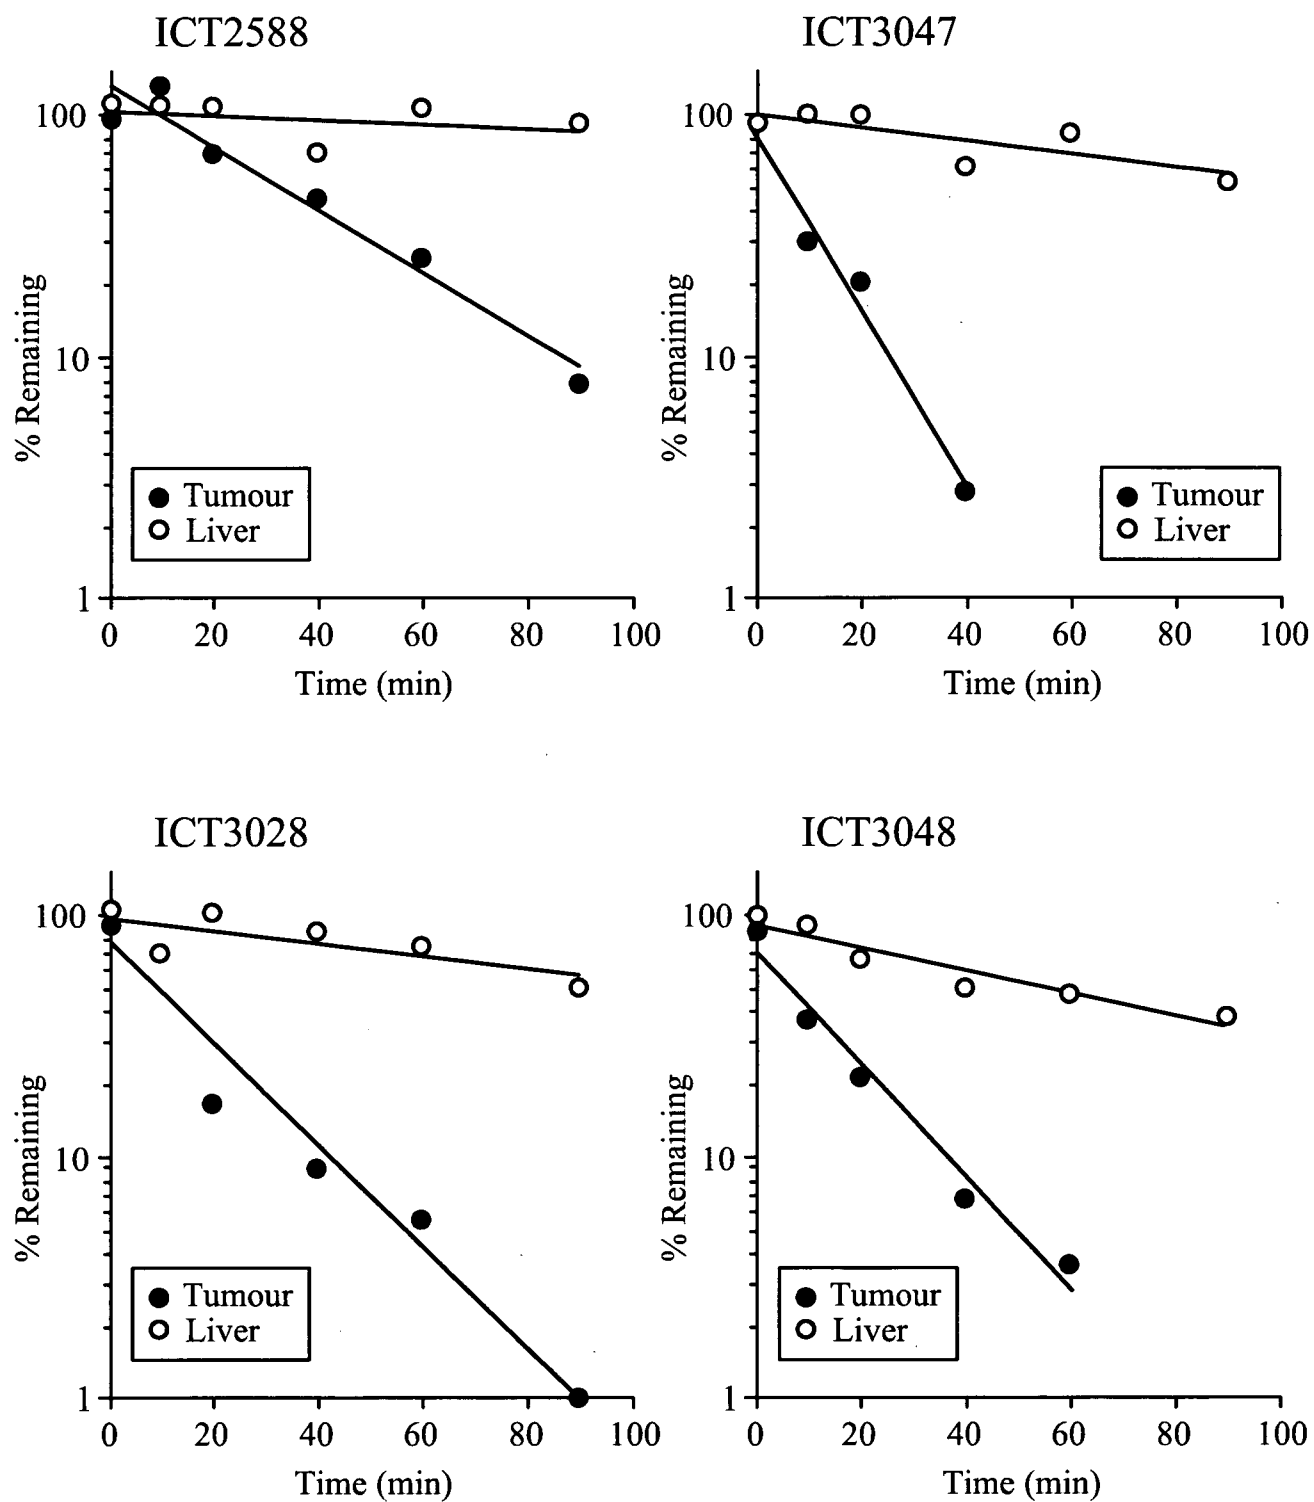 ICT2588
100
10
1
% Remaining
Tumour
Liver
0 20 40 60 80 100
Time (min)
ICT3047
100
10
1
% Remaining
Tumour
Liver
0 20 40 60 80 100
Time (min)
ICT3028
100
10
1
% Remaining
Tumour
Liver
0 20 40 60 80 100
Time (min)
ICT3048
100
10
1
% Remaining
Tumour
Liver
0 20 40 60 80 100
Time (min)